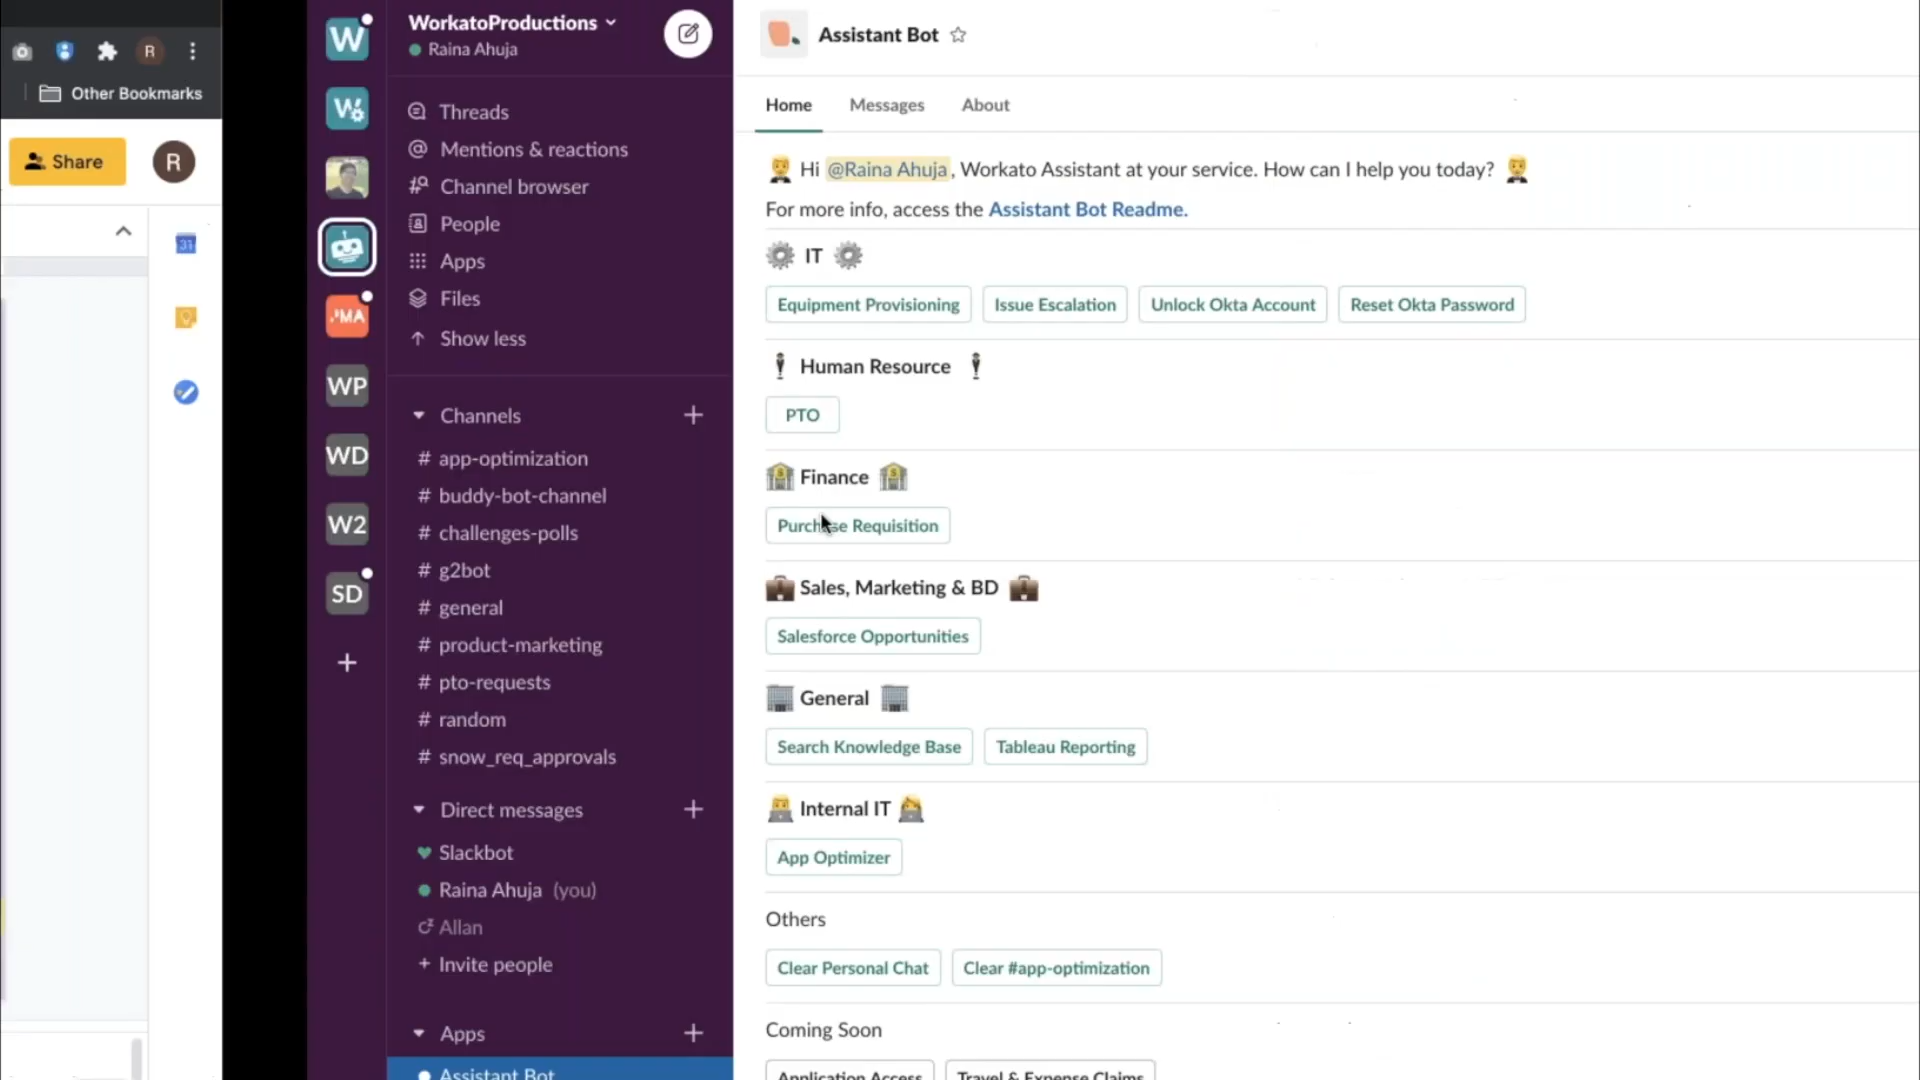 R
Other Bookmarks
Share
R
31
W
W
MA
WP
WD
W2
SD
+
WorkatoProductions
Raina Ahuja
Threads
Mentions & reactions
Channel browser
People
Apps
Files
Show less
Channels +
# app-optimization
# buddy-bot-channel
# challenges-polls
# g2bot
# general
# product-marketing
# pto-requests
# random
# snow_req_approvals
Direct messages +
Slackbot
Raina Ahuja (you)
Allan
+ Invite people
Apps +
Assistant Bot
Assistant Bot
Home Messages About
Hi @Raina Ahuja, Workato Assistant at your service. How can I help you today?
For more info, access the Assistant Bot Readme.
IT
Equipment Provisioning Issue Escalation Unlock Okta Account Reset Okta Password
Human Resource
PTO
Finance
Purchase Requisition
Sales, Marketing & BD
Salesforce Opportunities
General
Search Knowledge Base Tableau Reporting
Internal IT
App Optimizer
Others
Clear Personal Chat Clear #app-optimization
Coming Soon
Application Access Travel & Expense Claims